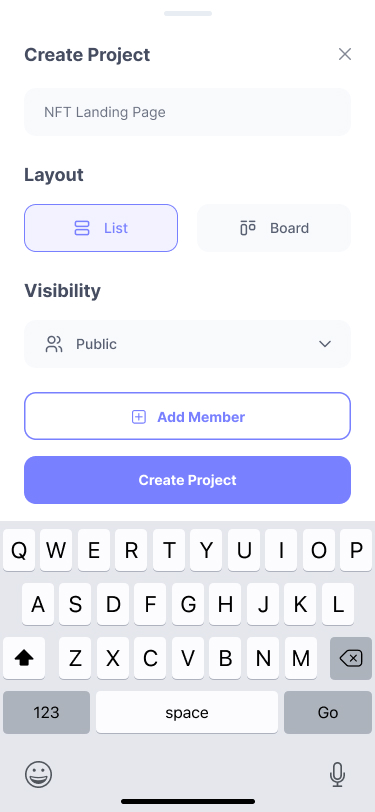 Create Project
NFT Landing Page
Layout
List Board
Visibility
Public
Add Member
Create Project
Q W E R T Y U I O P
A S D F G H J K L
Z X C V B N M
123 space Go